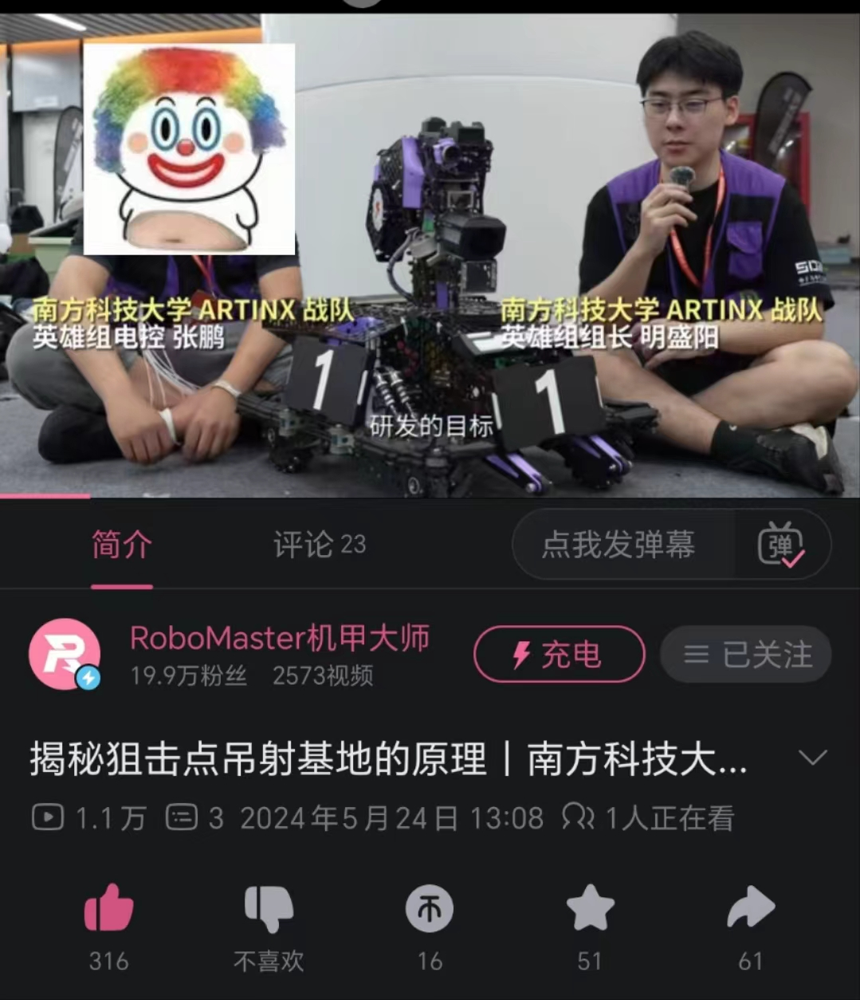 南方科技大学 ARTINX 战队
英雄组电控 张鹏
南方科技大学 ARTINX 战队
英雄组组长 明盛阳
1
1
研发的目标
简介
评论 23
点我发弹幕
弹
RoboMaster机甲大师
19.9万粉丝 2573视频
充电
已关注
揭秘狙击点吊射基地的原理｜南方科技大...
1.1万 3 2024年5月24日 13:08 1人正在看
316
不喜欢
16
51
61